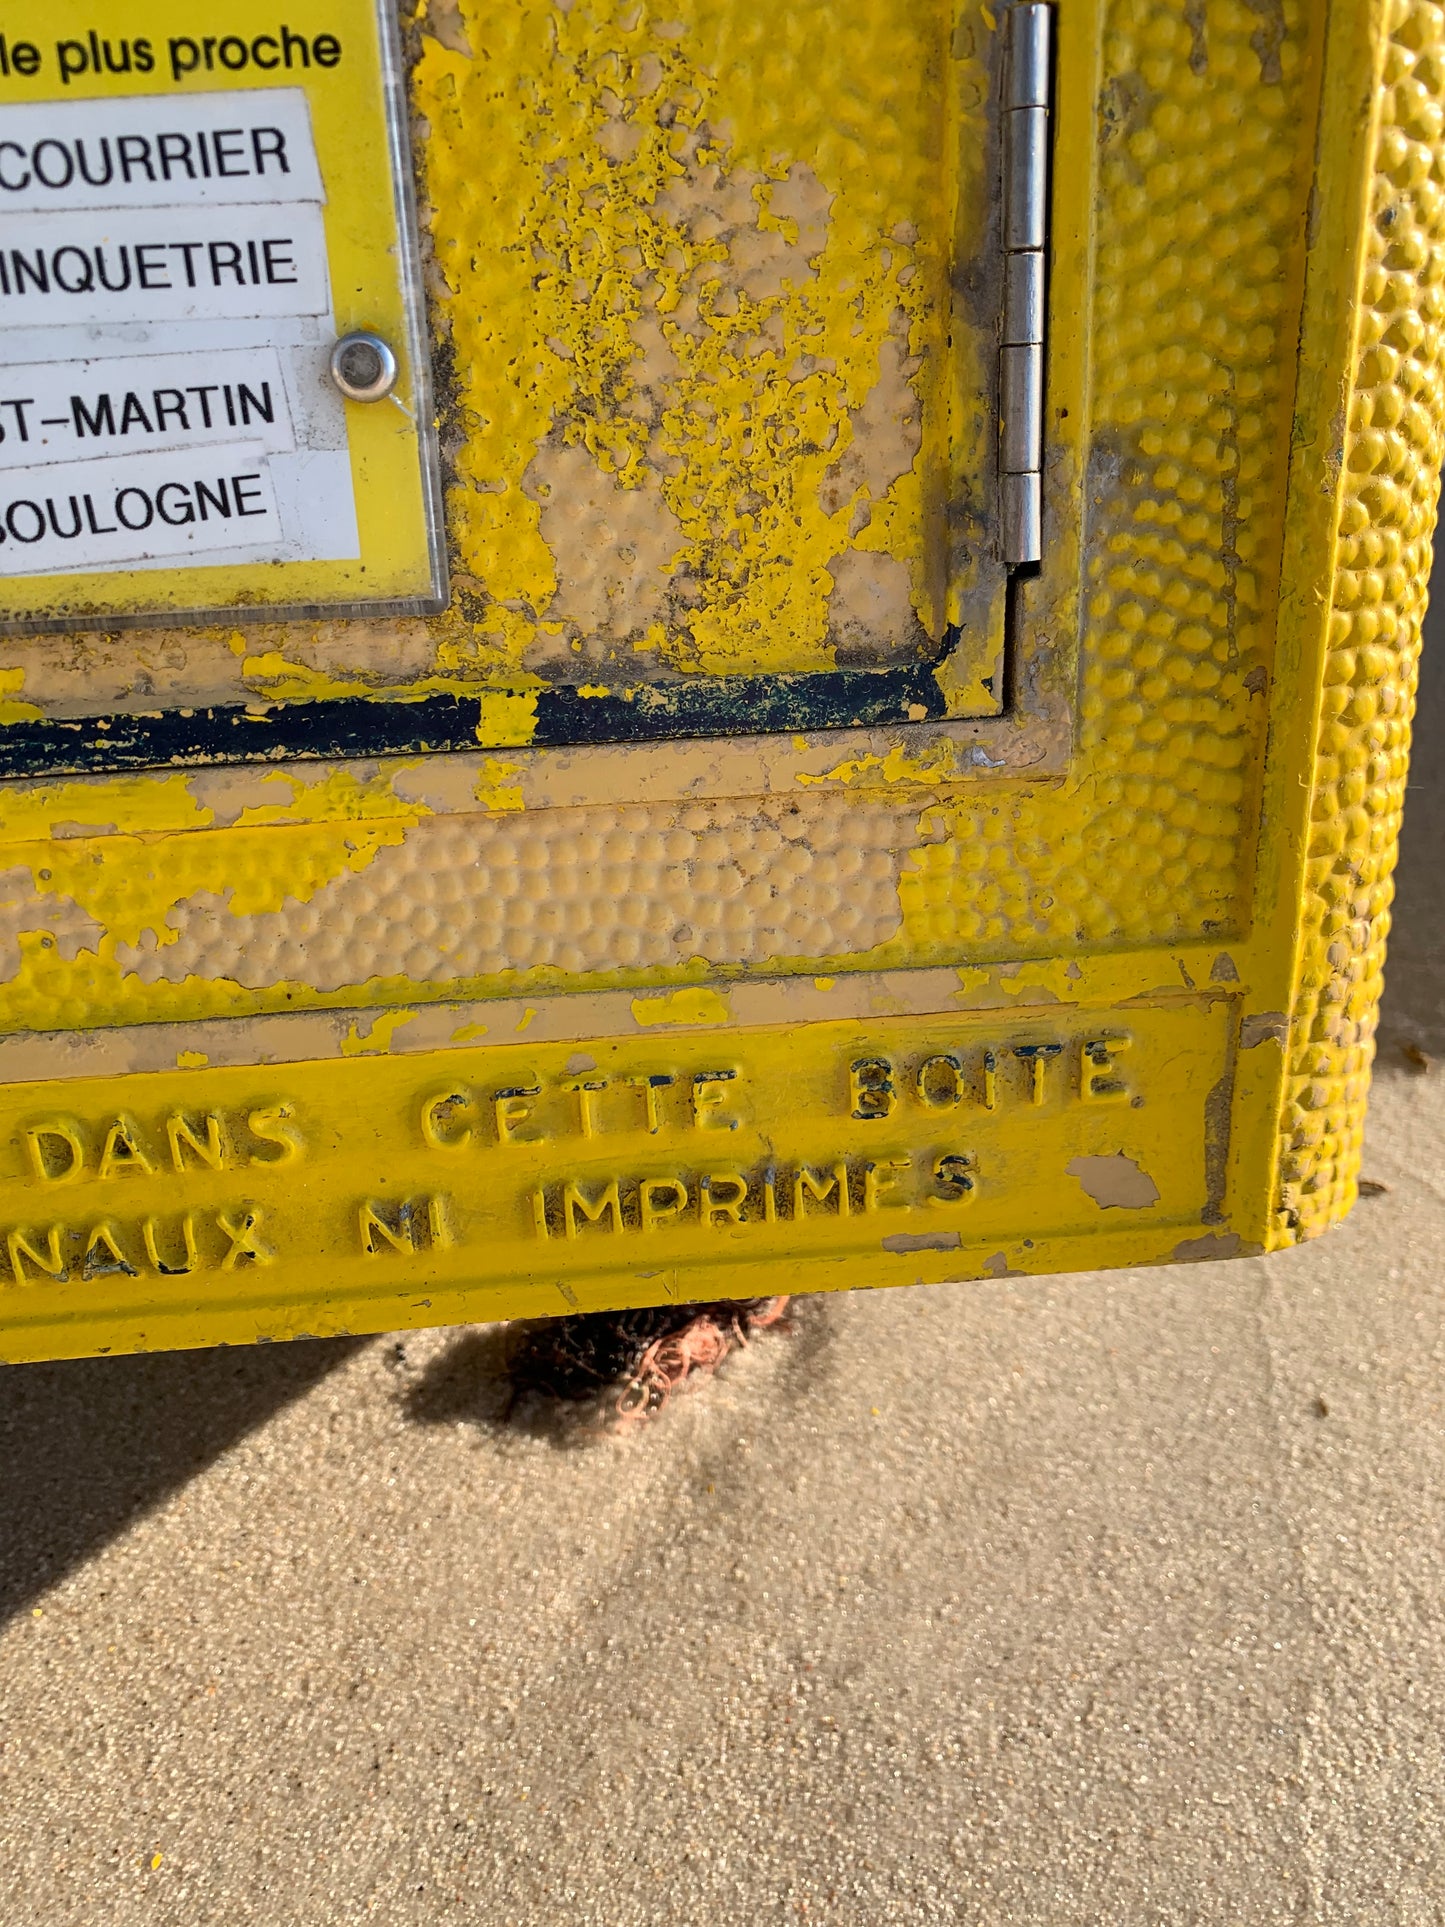 le plus proche
COURRIER
INQUETRIE
ST-MARTIN
BOULOGNE
DANS CETTE BOITE
NAUX NI IMPRIMES